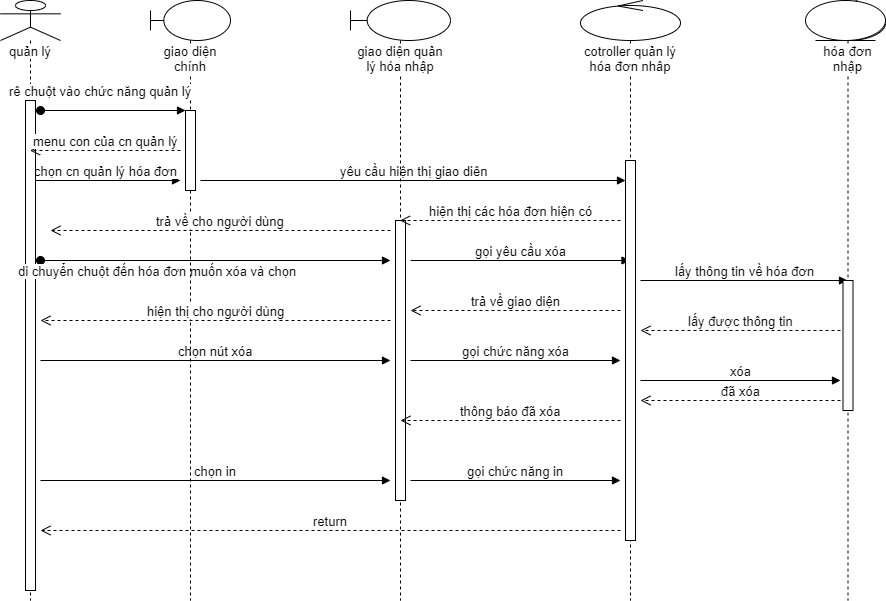 quản lý
giao diện
chính
giao diện quản
lý hóa nhập
cotroller quản lý
hóa đơn nhâp
hóa đơn
nhập
rê chuột vào chức năng quản lý
menu con của cn quản lý
chọn cn quản lý hóa đơn
yêu cầu hiện thị giao diên
hiện thị các hóa đơn hiện có
trả về cho người dùng
gọi yêu cầu xóa
di chuyển chuột đến hóa đơn muốn xóa và chọn
lấy thông tin về hóa đơn
trả về giao diện
hiện thị cho người dùng
lấy được thông tin
chọn nút xóa
gọi chức năng xóa
xóa
đã xóa
thông báo đã xóa
chọn in
gọi chức năng in
return